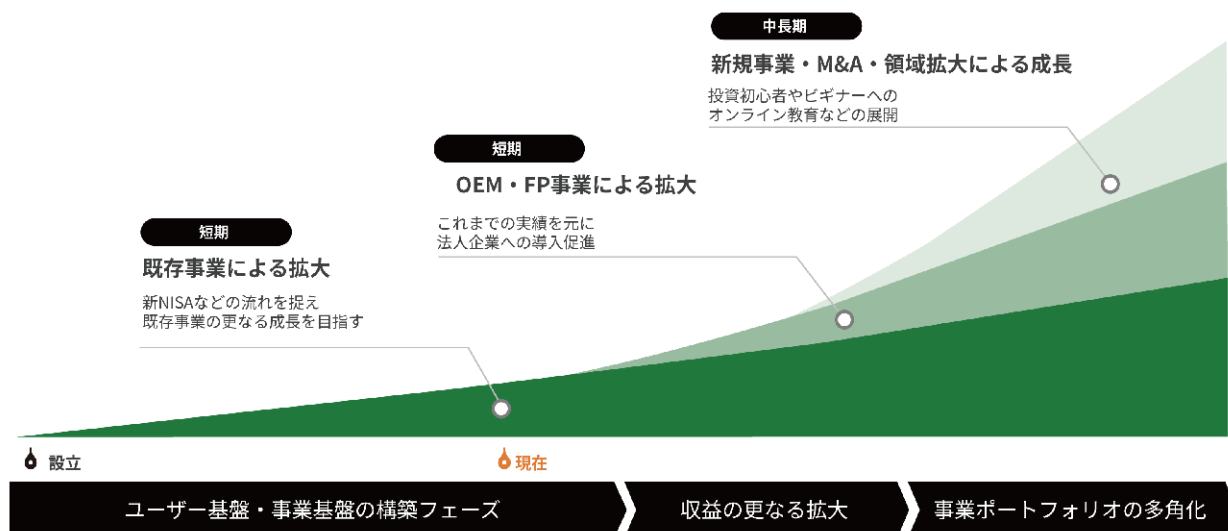 中長期
新規事業・M&A・領域拡大による成長
投資初心者やビギナーへの
オンライン教育などの展開
短期
OEM・FP事業による拡大
これまでの実績を元に
法人企業への導入促進
短期
既存事業による拡大
新NISAなどの流れを捉え
既存事業の更なる成長を目指す
設立
現在
ユーザー基盤・事業基盤の構築フェーズ
収益の更なる拡大
事業ポートフォリオの多角化